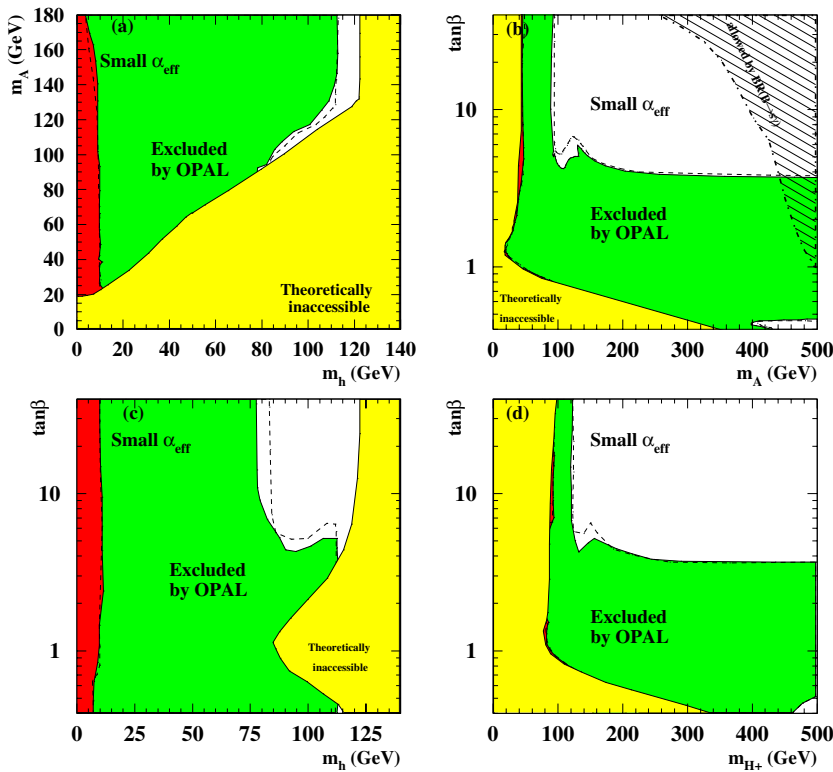 m_A (GeV)
180
160
140
120
100
80
60
40
20
0
(a)
Small α_eff
Excluded
by OPAL
Theoretically
inaccessible
0 20 40 60 80 100 120 140
m_h (GeV)
tanβ
10
1
(b)
Small α_eff
allowed by BR(B→sγ)
Excluded
by OPAL
Theoretically
inaccessible
0 100 200 300 400 500
m_A (GeV)
tanβ
10
1
(c)
Small α_eff
Excluded
by OPAL
Theoretically
inaccessible
0 25 50 75 100 125
m_h (GeV)
tanβ
10
1
(d)
Small α_eff
Excluded
by OPAL
0 100 200 300 400 500
m_H+ (GeV)